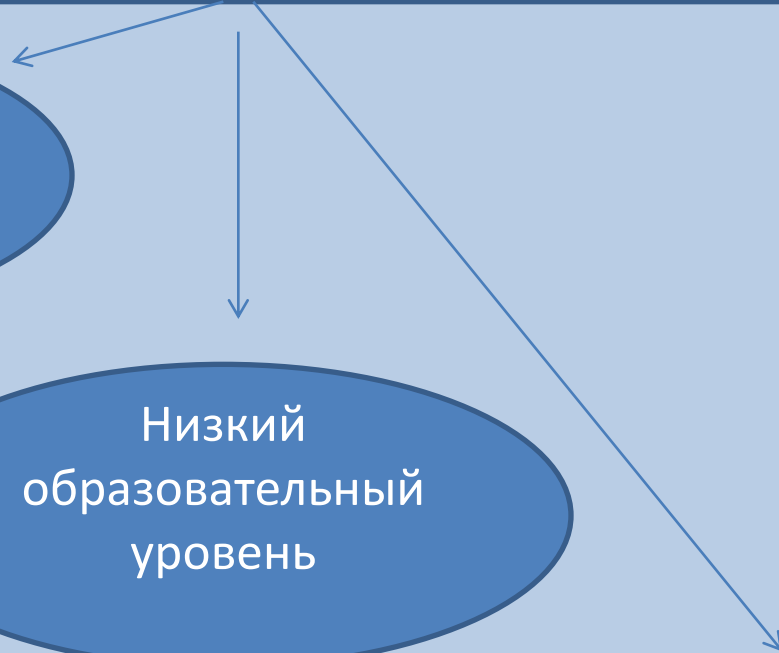 Низкий
образовательный
уровень